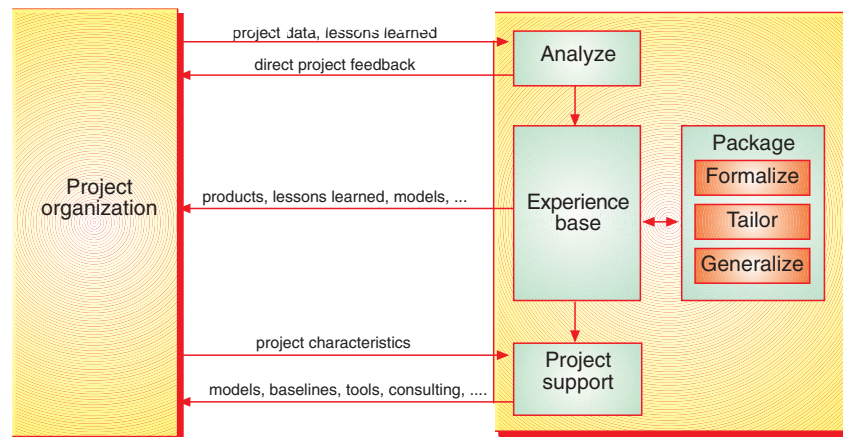 project data, lessons learned
Analyze
direct project feedback
Package
Formalize
Project
organization
products, lessons learned, models, ...
Experience
base
Tailor
Generalize
project characteristics
Project
support
models, baselines, tools, consulting, ....